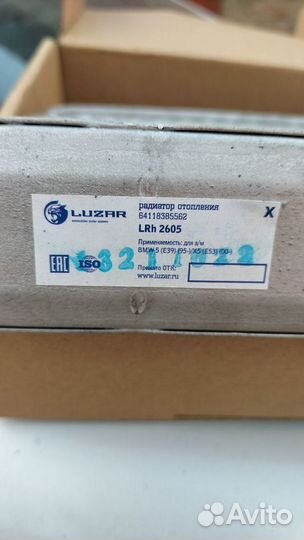 LUZAR
радиатор отопления
64118385562
X
LRh 2605
Применяемость: для а/м
BMW 5 (E39) (95-)/X5 (E53) (00-)
EAC
ISO
Принято ОТК:
www.luzar.ru
Avito